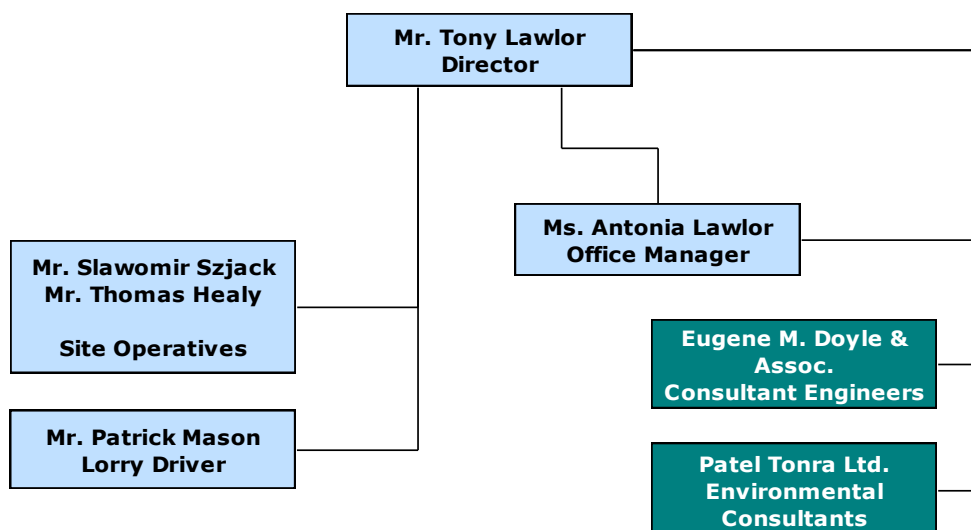 Mr. Tony Lawlor
Director
Ms. Antonia Lawlor
Office Manager
Mr. Slawomir Szjack
Mr. Thomas Healy
Site Operatives
Eugene M. Doyle &
Assoc.
Consultant Engineers
Mr. Patrick Mason
Lorry Driver
Patel Tonra Ltd.
Environmental
Consultants